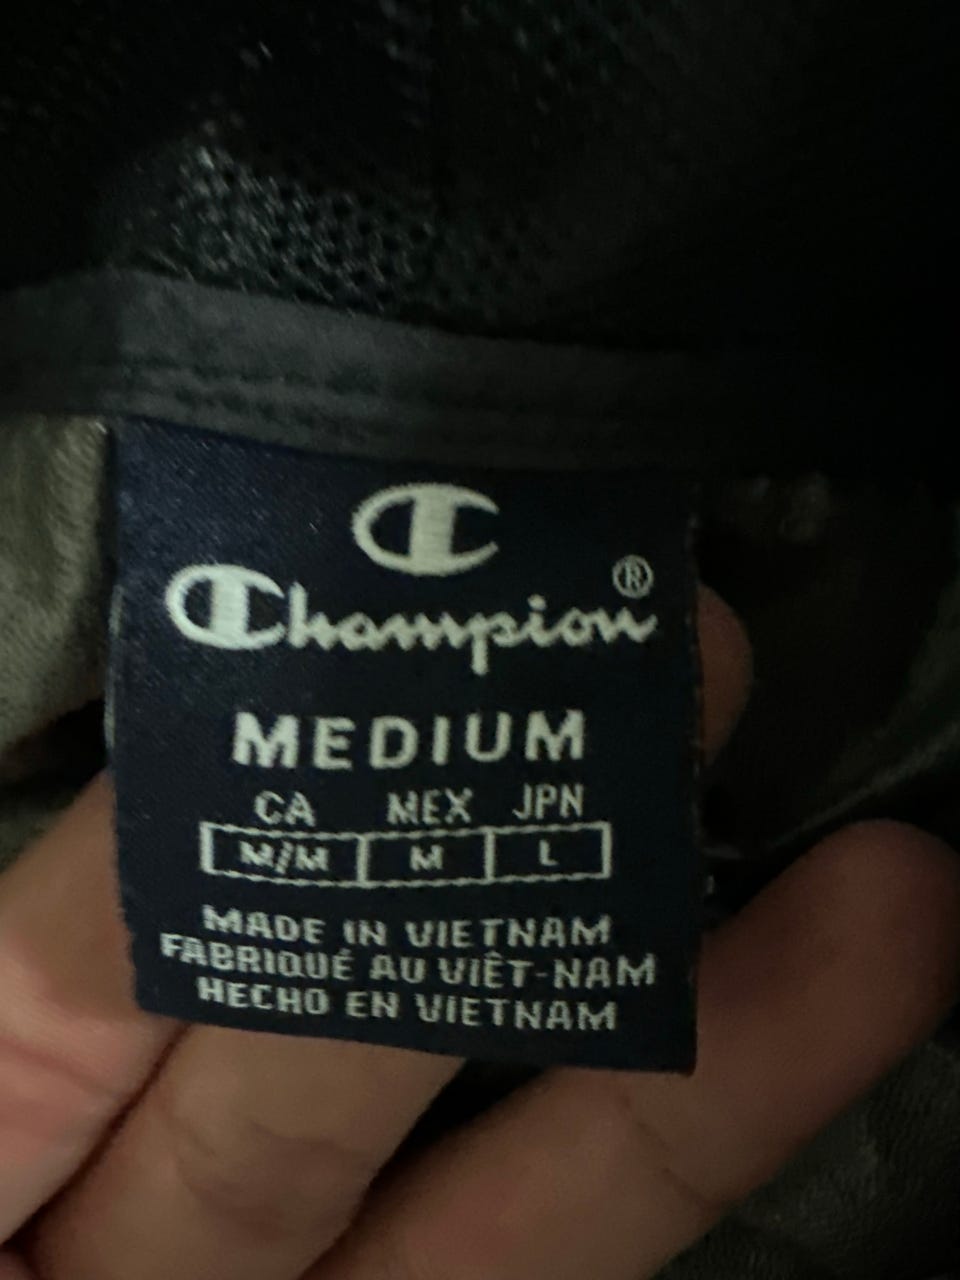 C
Champion®
MEDIUM
CA MEX JPN
M/M M L
MADE IN VIETNAM
FABRIQUÉ AU VIÊT-NAM
HECHO EN VIETNAM